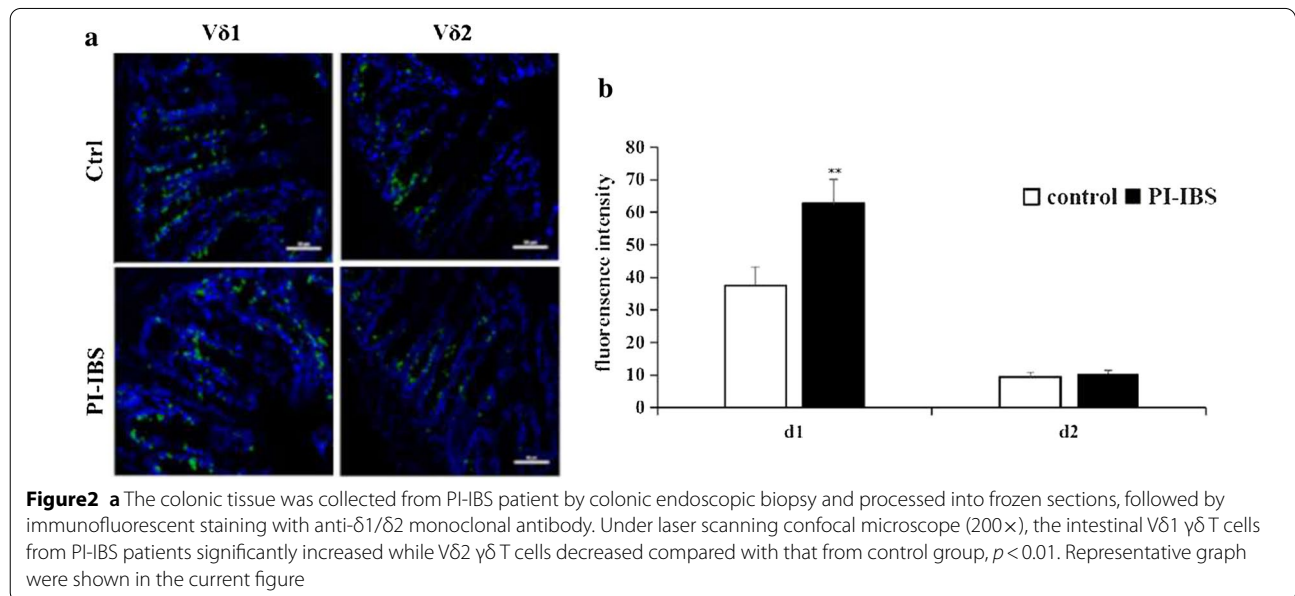 a
Vδ1
Vδ2
Ctrl
PI-IBS
b
80
70
60
50
40
30
20
10
0
fluorensence intensity
**
control PI-IBS
d1
d2
Figure2 a The colonic tissue was collected from PI-IBS patient by colonic endoscopic biopsy and processed into frozen sections, followed by
immunofluorescent staining with anti-δ1/δ2 monoclonal antibody. Under laser scanning confocal microscope (200×), the intestinal Vδ1 γδ T cells
from PI-IBS patients significantly increased while Vδ2 γδ T cells decreased compared with that from control group, p < 0.01. Representative graph
were shown in the current figure